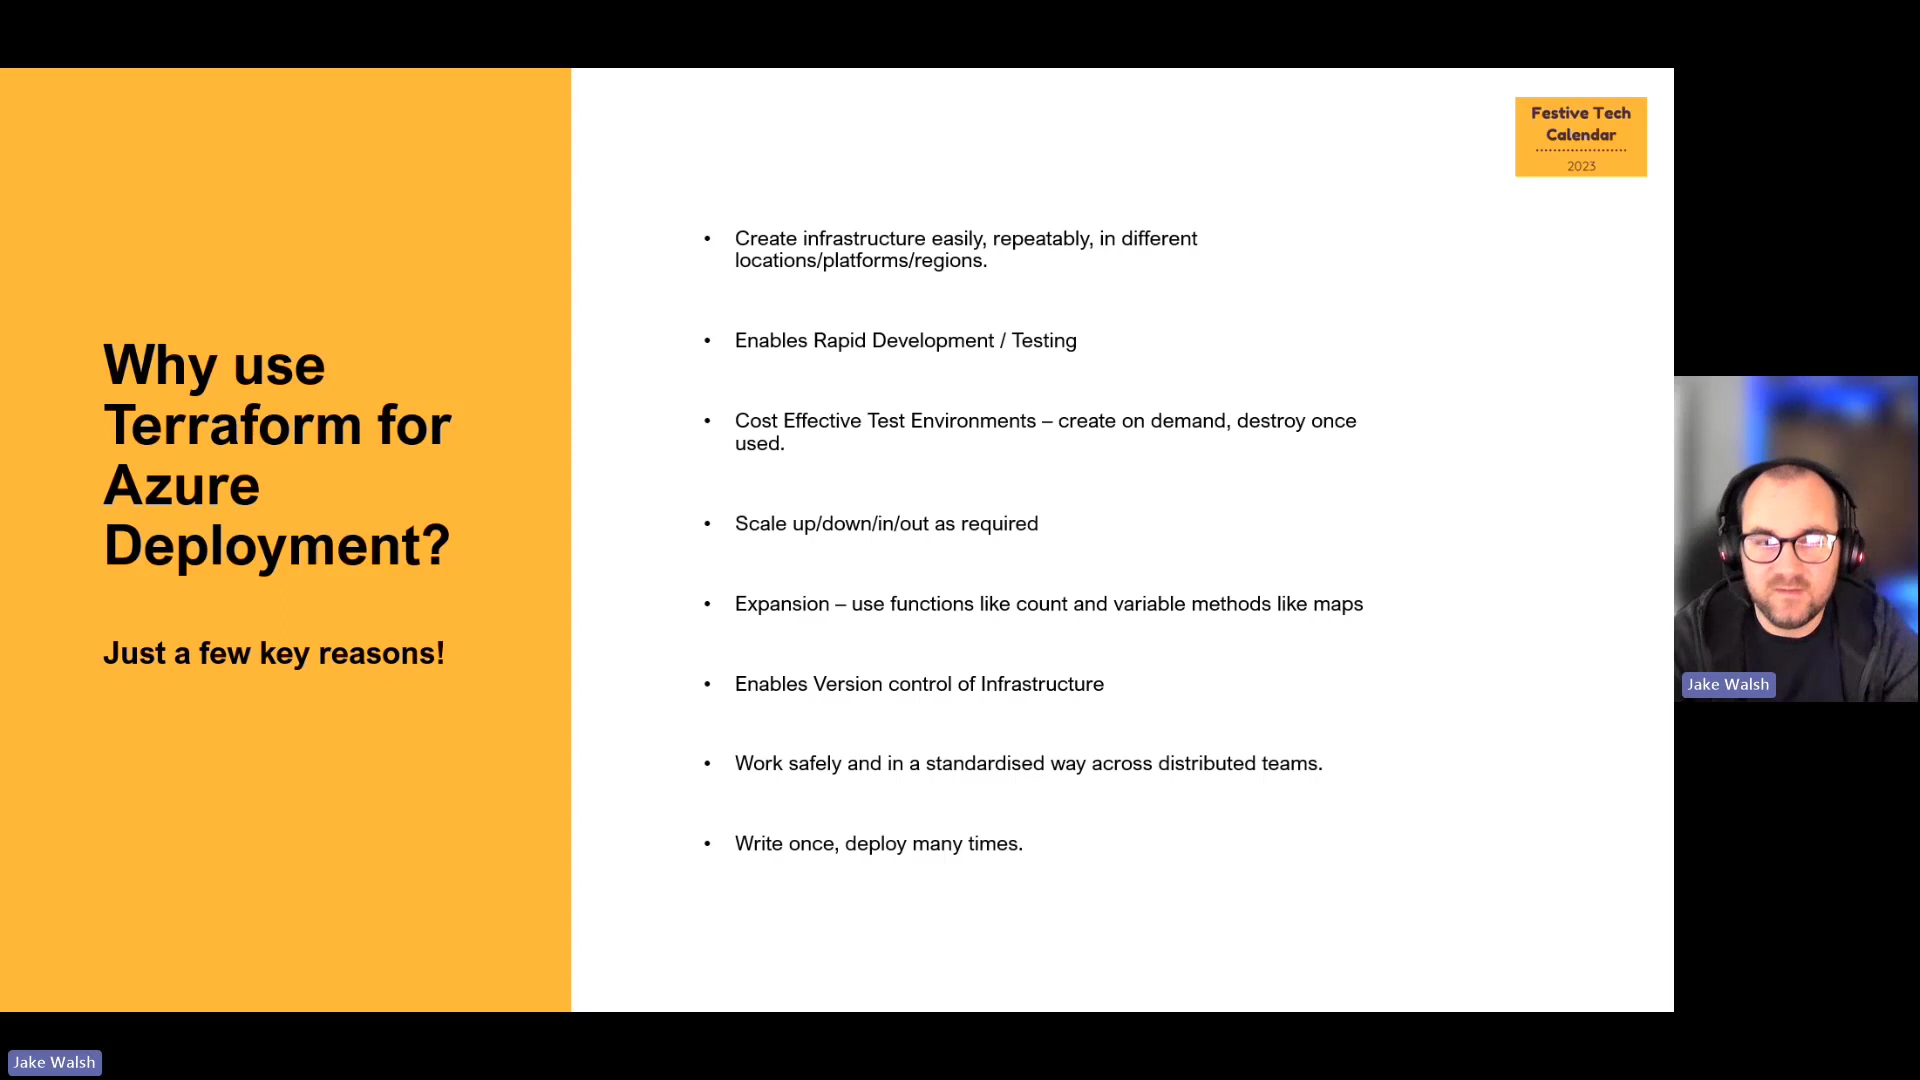 Why use
Terraform for
Azure
Deployment?
Just a few key reasons!
Festive Tech
Calendar
2023
• Create infrastructure easily, repeatably, in different
locations/platforms/regions.
• Enables Rapid Development / Testing
• Cost Effective Test Environments – create on demand, destroy once
used.
• Scale up/down/in/out as required
• Expansion – use functions like count and variable methods like maps
• Enables Version control of Infrastructure
• Work safely and in a standardised way across distributed teams.
• Write once, deploy many times.
Jake Walsh
Jake Walsh